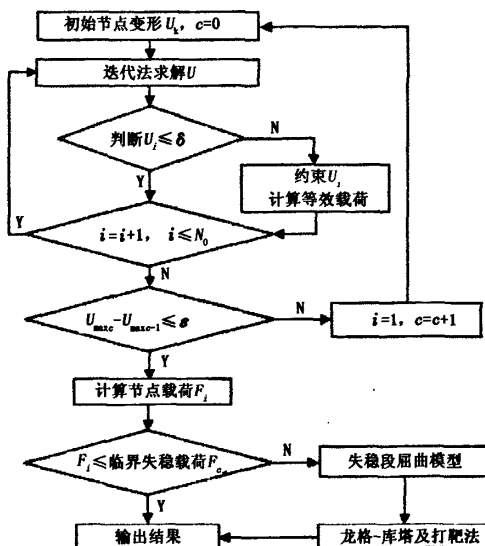 初始节点变形U_k, c=0
迭代法求解U
判断U_i≤δ
N
Y
约束U_i
计算等效载荷
Y
i=i+1, i≤N_0
N
U_maxc-U_maxc-1≤ε
N
i=1, c=c+1
Y
计算节点载荷F_i
F_i≤临界失稳载荷F_c
N
失稳段屈曲模型
Y
输出结果
龙格~库塔及打靶法